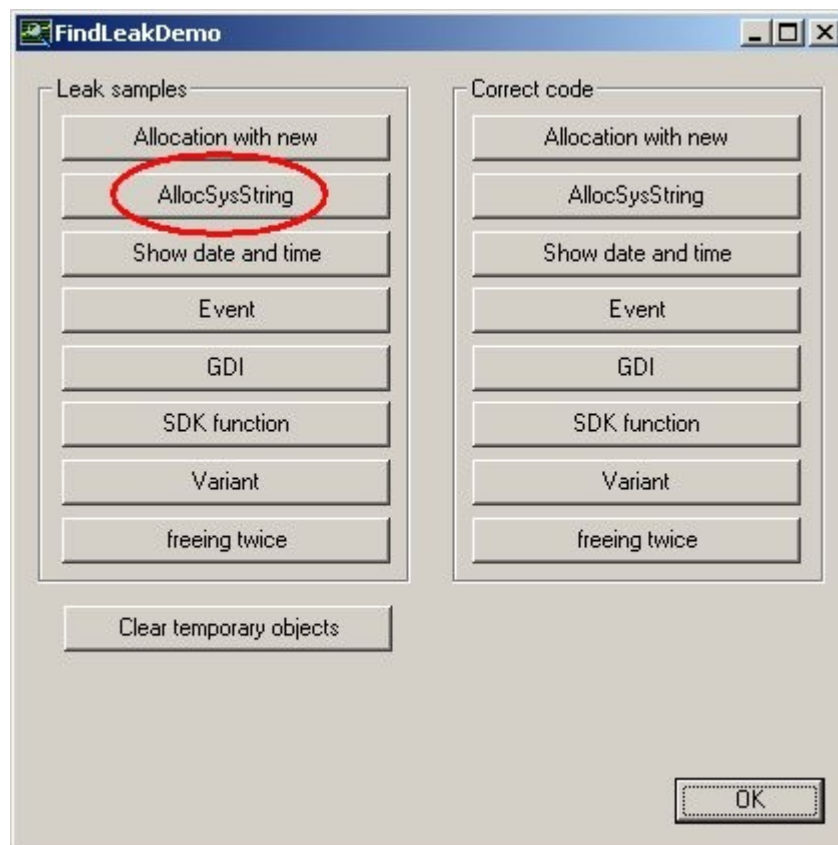 FindLeakDemo
Leak samples
Allocation with new
AllocSysString
Show date and time
Event
GDI
SDK function
Variant
freeing twice
Clear temporary objects
Correct code
Allocation with new
AllocSysString
Show date and time
Event
GDI
SDK function
Variant
freeing twice
OK